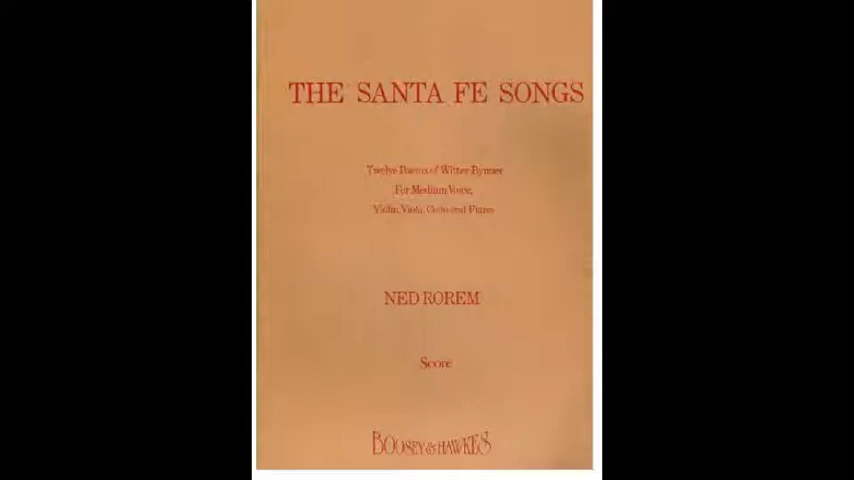 THE SANTA FE SONGS
Twelve Poems of Witter Bynner
For Medium Voice,
Violin, Viola, Cello and Piano
NED ROREM
Score
BOOSEY & HAWKES